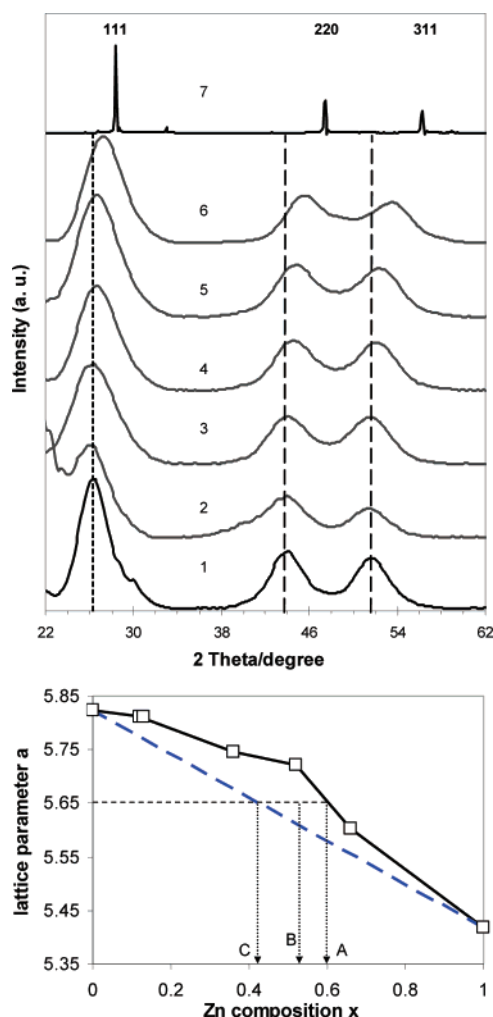 111 220 311
7
6
5
4
3
2
1
Intensity (a. u.)
22 30 38 46 54 62
2 Theta/degree
5.85
5.75
5.65
5.55
5.45
5.35
lattice parameter a
C B A
0 0.2 0.4 0.6 0.8 1
Zn composition x